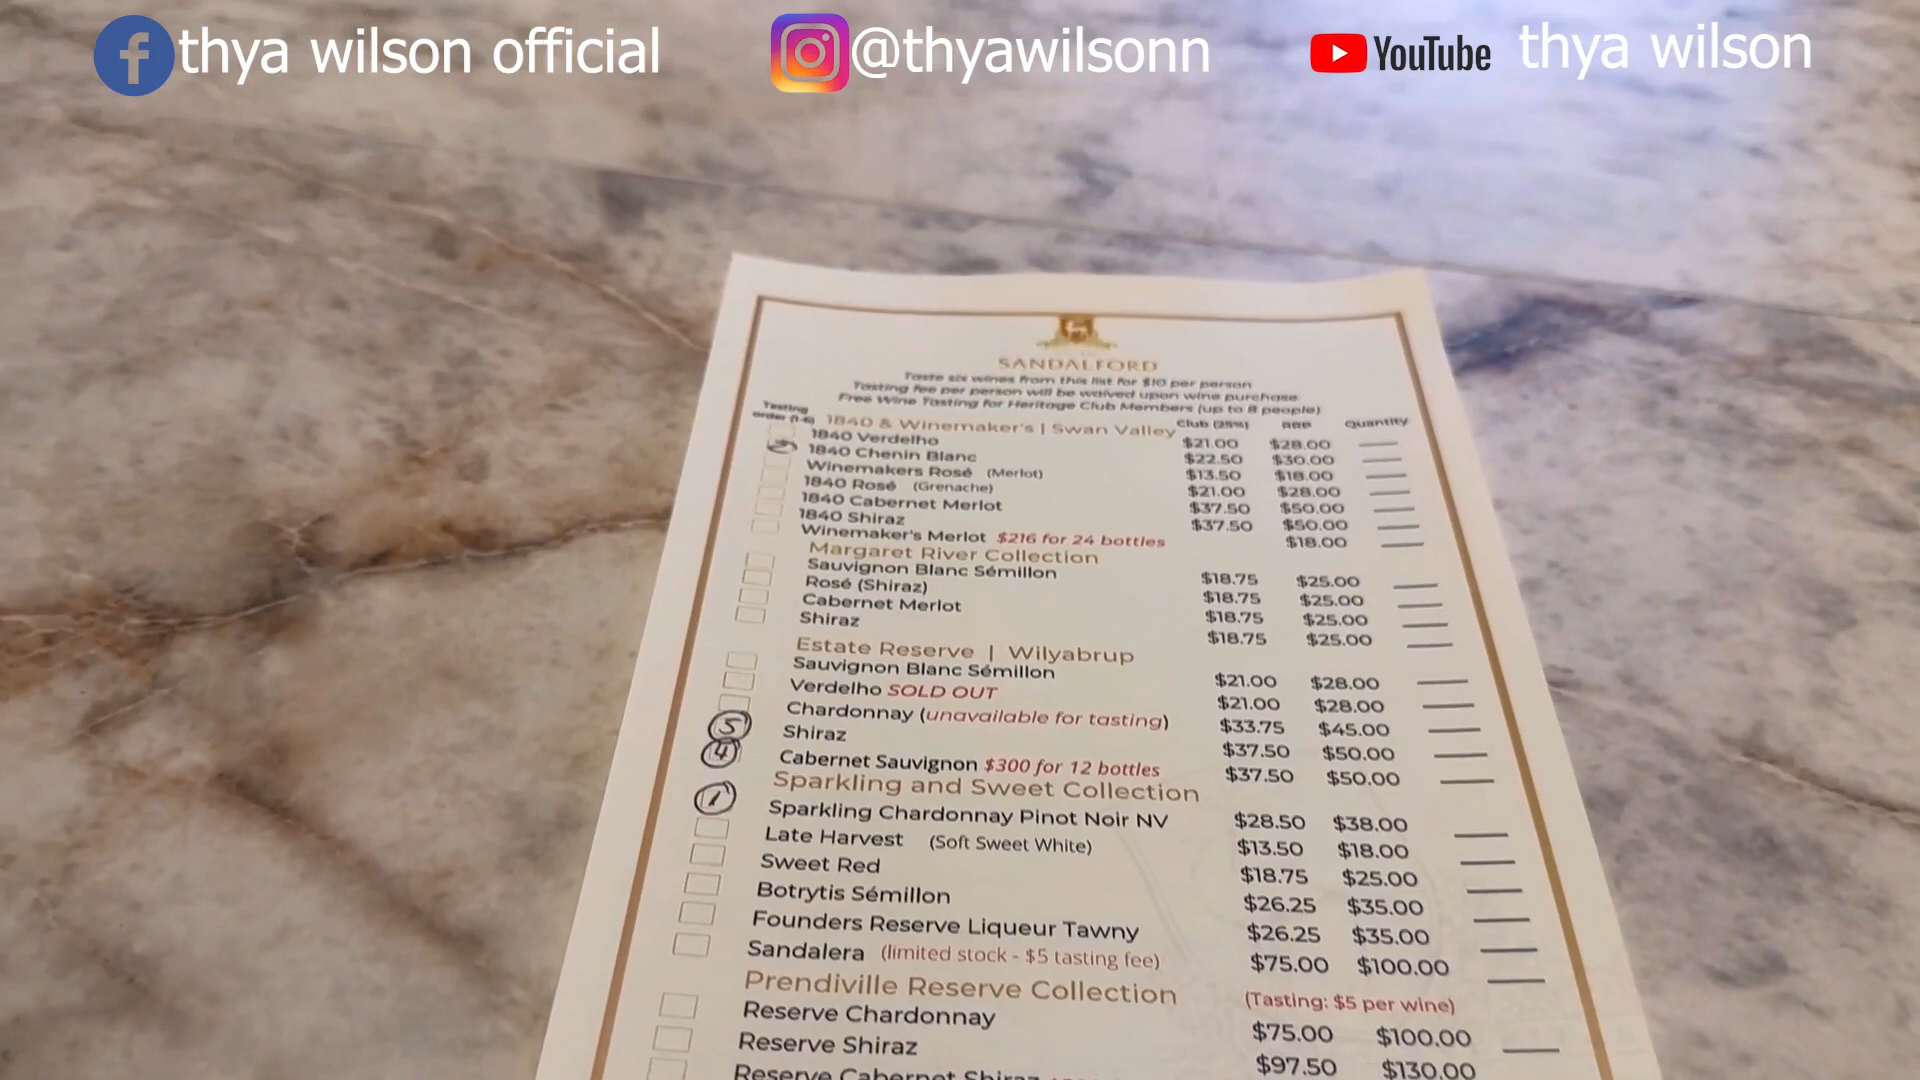 thya wilson official @thyawilsonn YouTube thya wilson
SANDALFORD
Taste six wines from this list for $10 per person
Tasting fee per person will be waived upon wine purchase
Free Wine Tasting for Heritage Club Members (up to 8 people)
Tasting order (1-6) 1840 & Winemaker's | Swan Valley Club (25%) RRP Quantity
1840 Verdelho $21.00 $28.00
1840 Chenin Blanc $22.50 $30.00
Winemakers Rosé (Merlot) $13.50 $18.00
1840 Rosé (Grenache) $21.00 $28.00
1840 Cabernet Merlot $37.50 $50.00
1840 Shiraz $37.50 $50.00
Winemaker's Merlot $216 for 24 bottles $18.00
Margaret River Collection
Sauvignon Blanc Sémillon $18.75 $25.00
Rosé (Shiraz) $18.75 $25.00
Cabernet Merlot $18.75 $25.00
Shiraz $18.75 $25.00
Estate Reserve | Wilyabrup
Sauvignon Blanc Sémillon $21.00 $28.00
Verdelho SOLD OUT $21.00 $28.00
Chardonnay (unavailable for tasting) $33.75 $45.00
5 Shiraz $37.50 $50.00
4 Cabernet Sauvignon $300 for 12 bottles $37.50 $50.00
Sparkling and Sweet Collection
1 Sparkling Chardonnay Pinot Noir NV $28.50 $38.00
Late Harvest (Soft Sweet White) $13.50 $18.00
Sweet Red $18.75 $25.00
Botrytis Sémillon $26.25 $35.00
Founders Reserve Liqueur Tawny $26.25 $35.00
Sandalera (limited stock - $5 tasting fee) $75.00 $100.00
Prendiville Reserve Collection (Tasting: $5 per wine)
Reserve Chardonnay $75.00 $100.00
Reserve Shiraz $97.50 $130.00
Reserve Cabernet Shiraz